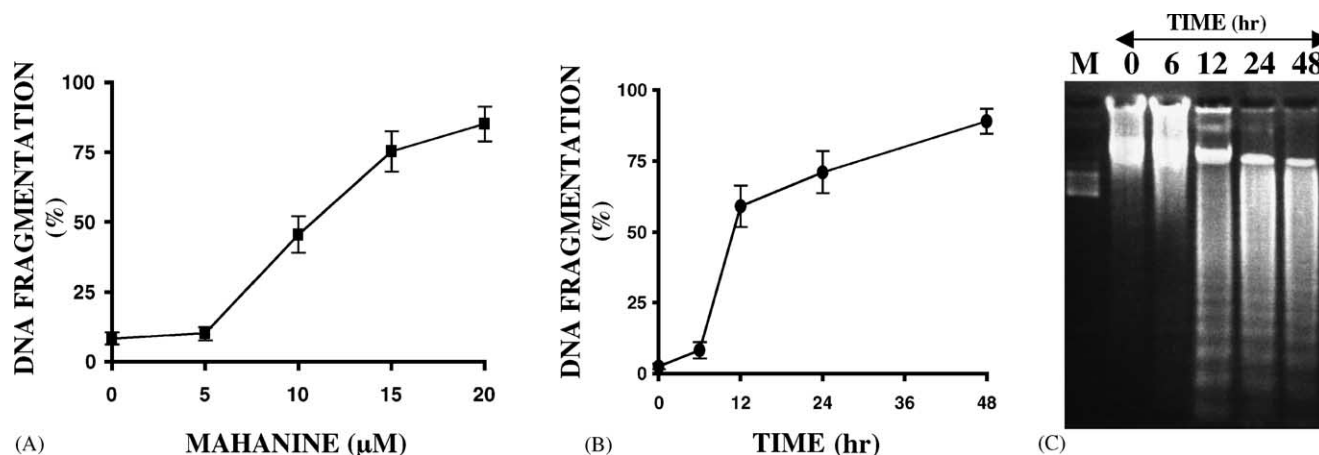 DNA FRAGMENTATION
(%)
100
75
50
25
0
0 5 10 15 20
(A) MAHANINE (μM)
DNA FRAGMENTATION
(%)
100
75
50
25
0
0 12 24 36 48
(B) TIME (hr)
TIME (hr)
M 0 6 12 24 48
(C)